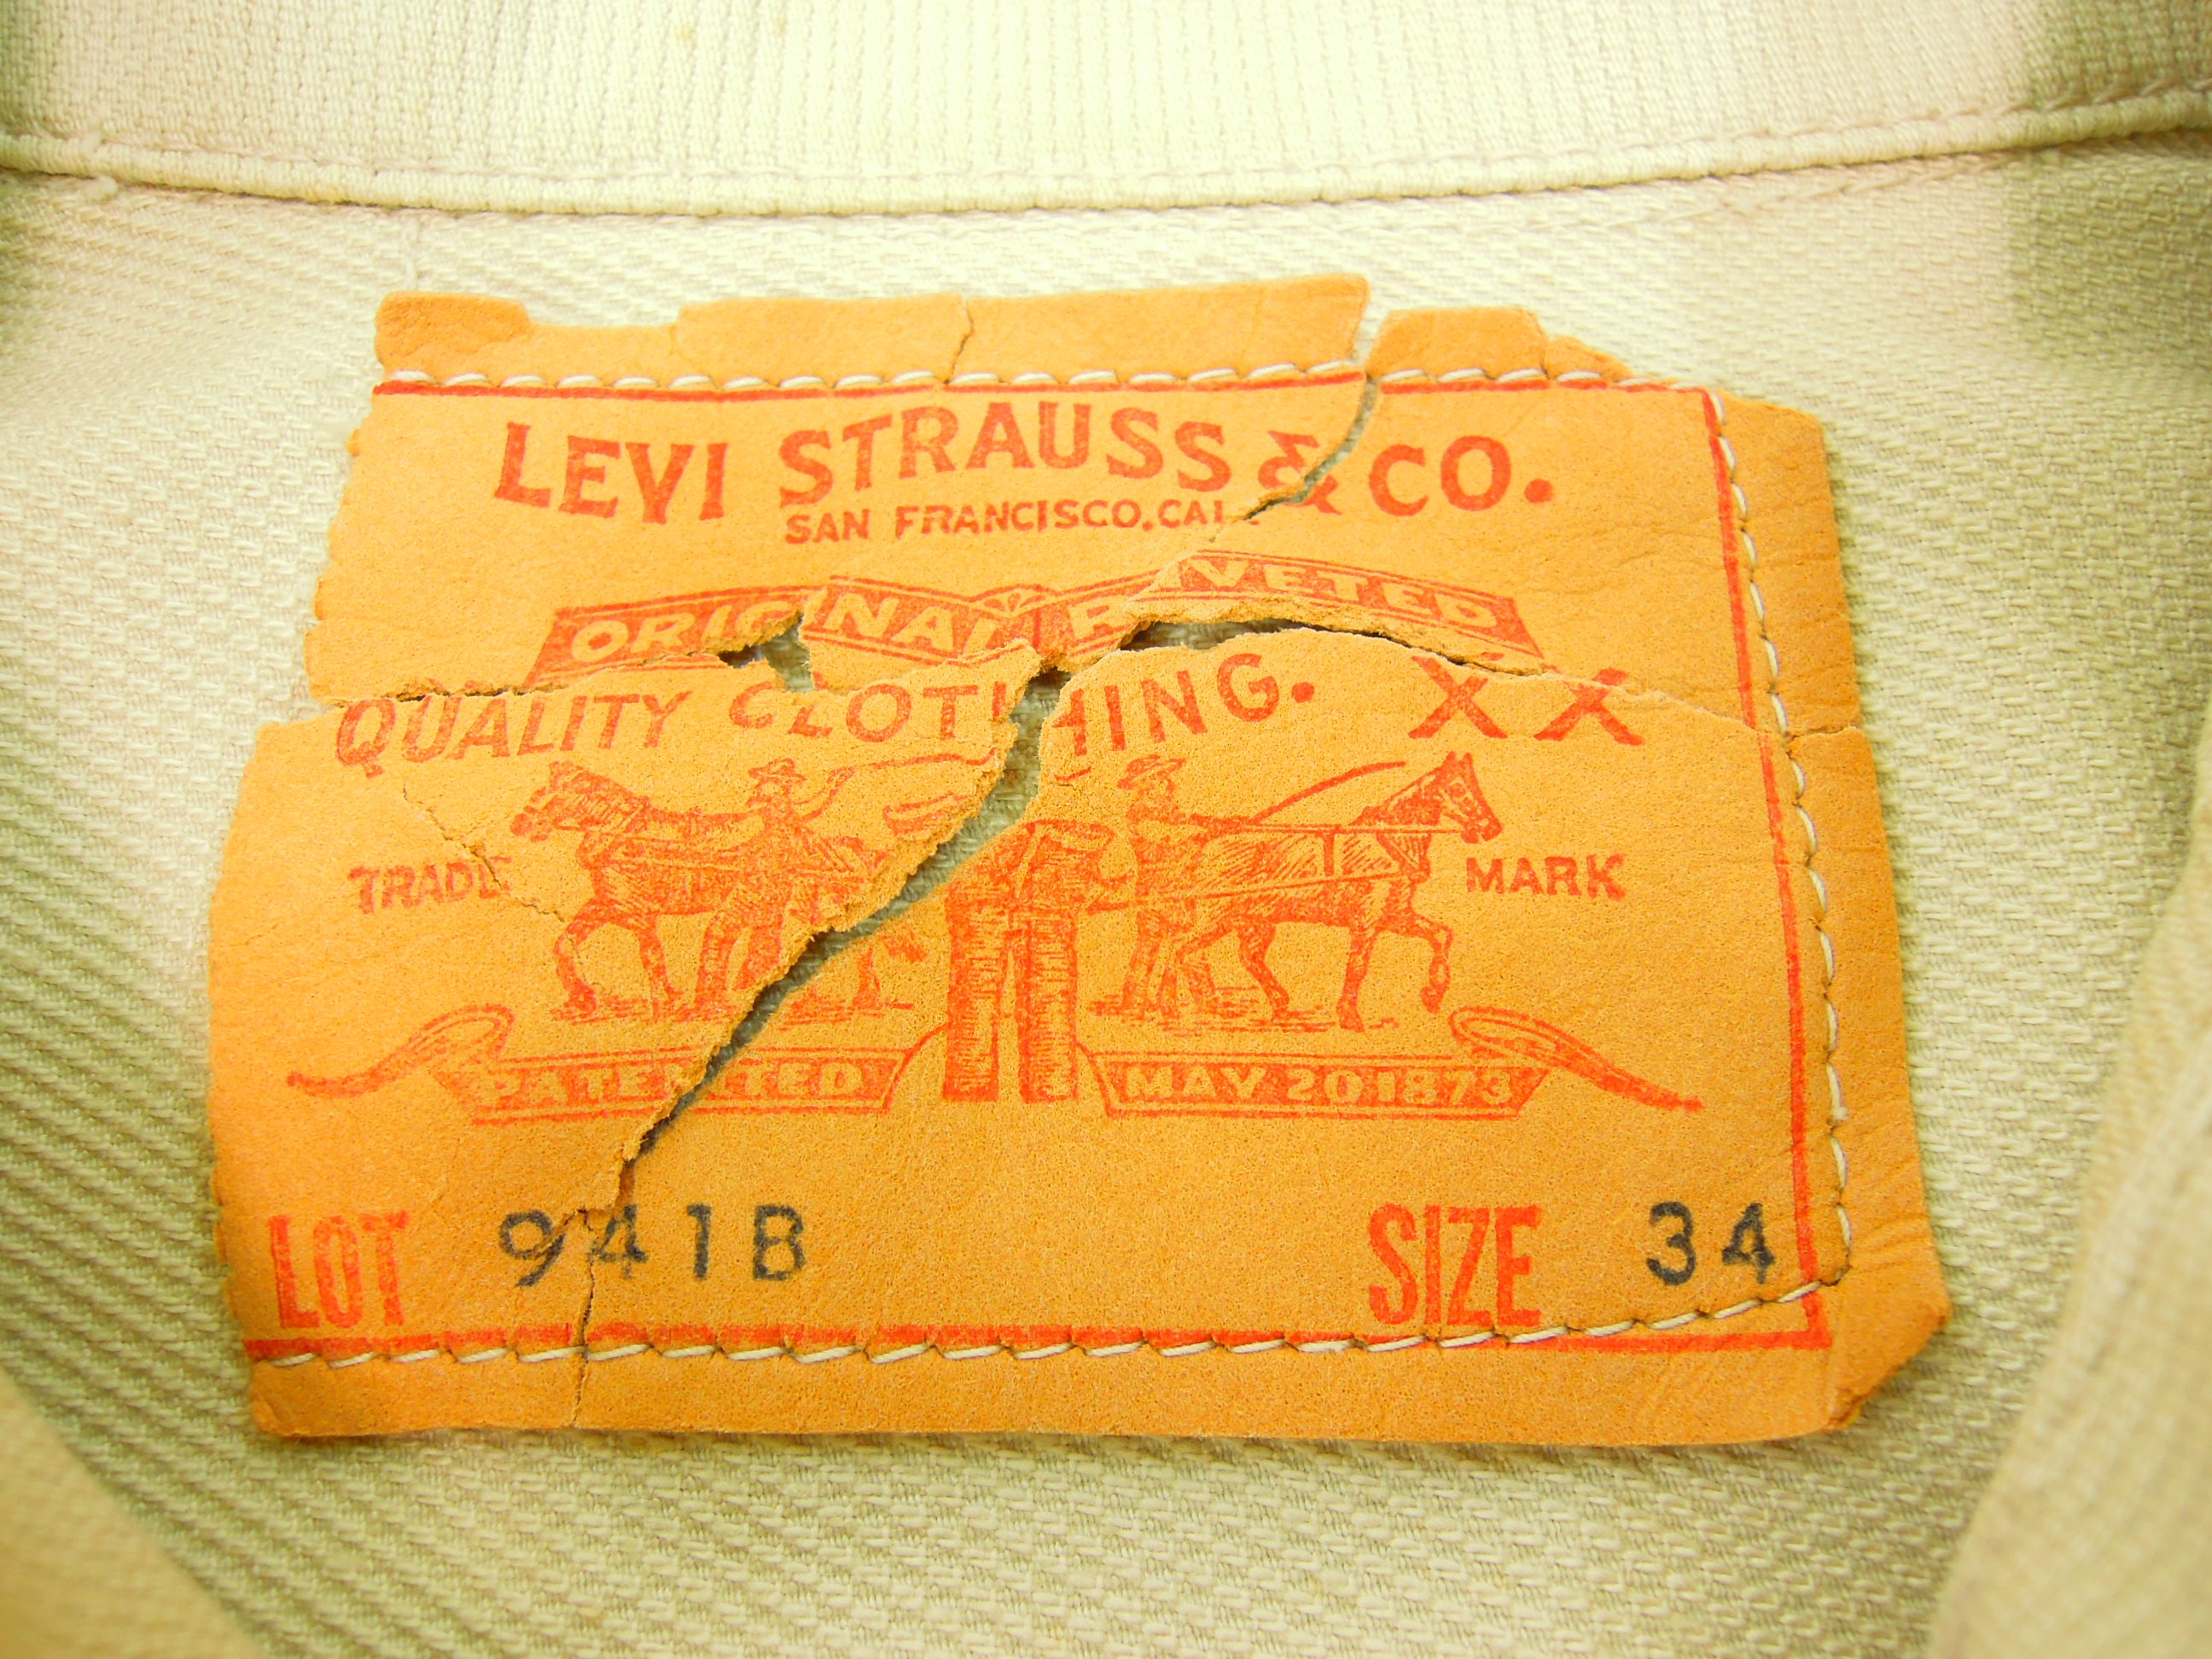 LEVI STRAUSS & CO.
SAN FRANCISCO, CAL.
ORIGINAL RIVETED
QUALITY CLOTHING. XX
TRADE MARK
PATENTED MAY 20 1873
LOT 941B SIZE 34